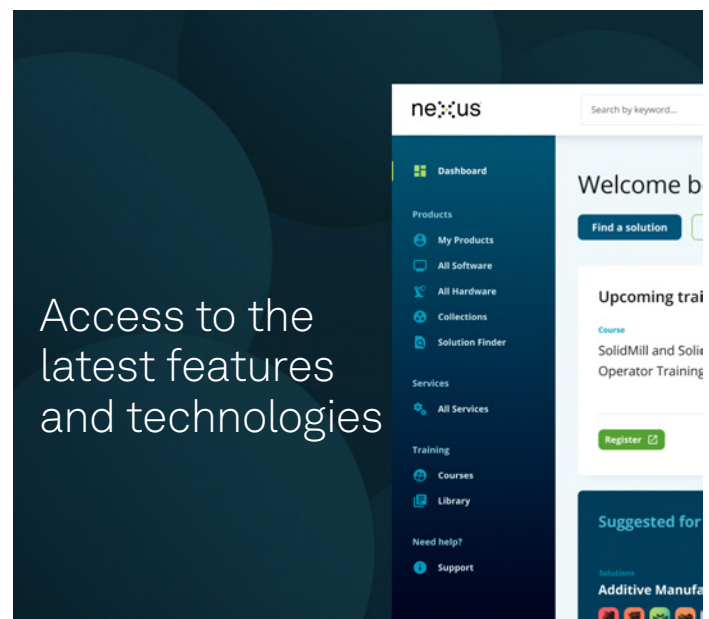 Access to the
latest features
and technologies
nexus
Search by keyword...
Dashboard
Products
My Products
All Software
All Hardware
Collections
Solution Finder
Services
All Services
Training
Courses
Library
Need help?
Support
Welcome b
Find a solution
Upcoming trai
Course
SolidMill and Soli
Operator Training
Register
Suggested for
Solutions
Additive Manufa